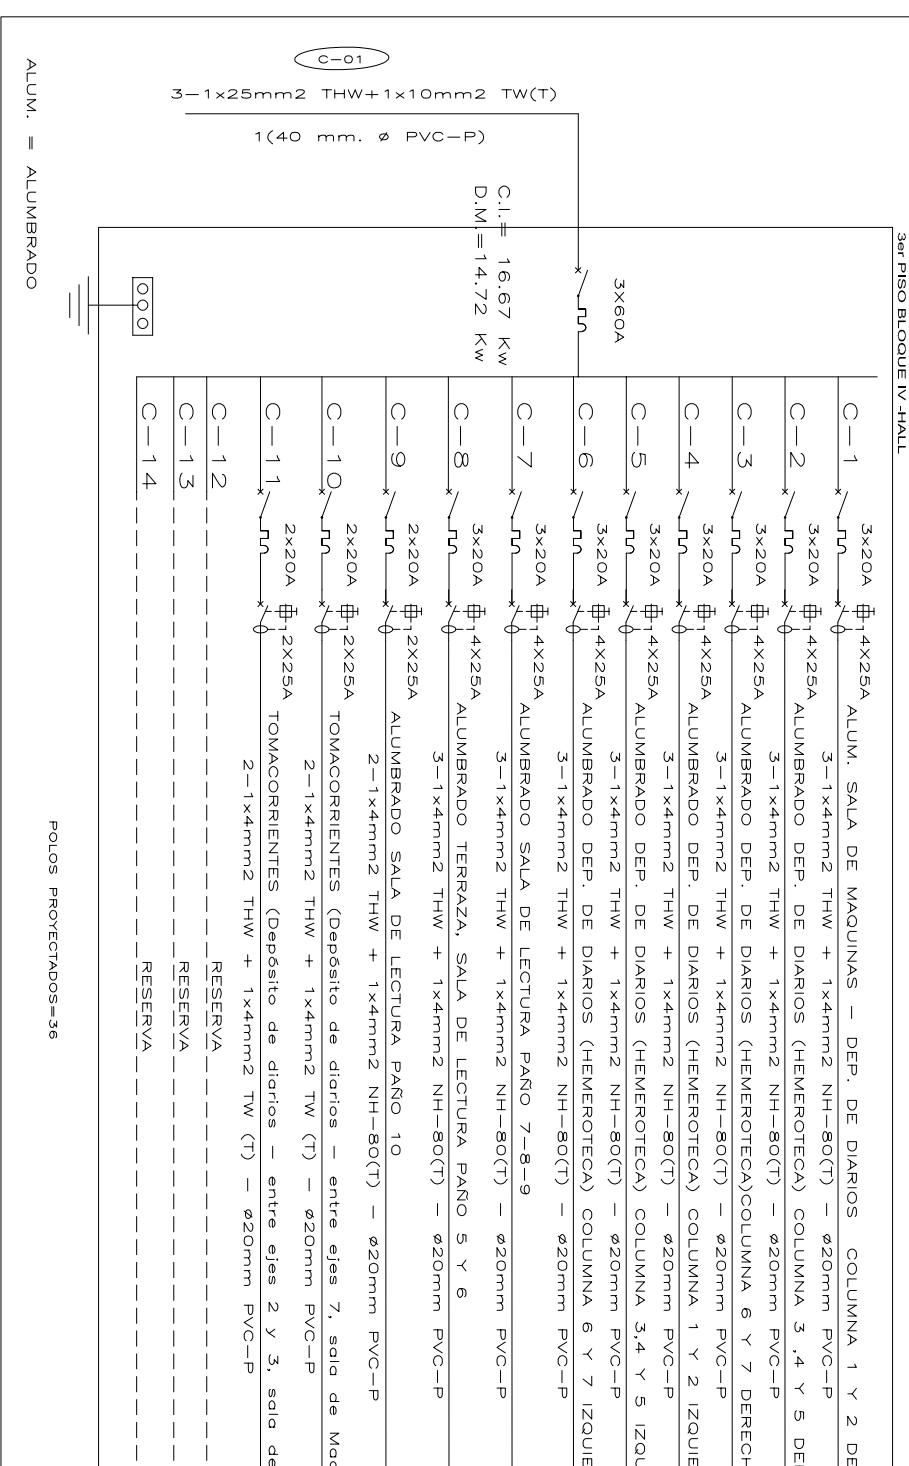 3er PISO BLOQUE IV -HALL
C-01
3-1x25mm2 THW+1x10mm2 TW(T)
1(40 mm. ø PVC-P)
C.I.= 16.67 Kw
D.M.=14.72 Kw
3X60A
C-1 3x20A 4X25A ALUM. SALA DE MAQUINAS - DEP. DE DIARIOS COLUMNA 1 Y 2 DE
3-1x4mm2 THW + 1x4mm2 NH-80(T) - ø20mm PVC-P
C-2 3x20A 4X25A ALUMBRADO DEP. DE DIARIOS (HEMEROTECA) COLUMNA 3 ,4 Y 5
3-1x4mm2 THW + 1x4mm2 NH-80(T) - ø20mm PVC-P
C-3 3x20A 4X25A ALUMBRADO DEP. DE DIARIOS (HEMEROTECA)COLUMNA 6 Y 7 DERECH
3-1x4mm2 THW + 1x4mm2 NH-80(T) - ø20mm PVC-P
C-4 3x20A 4X25A ALUMBRADO DEP. DE DIARIOS (HEMEROTECA) COLUMNA 1 Y 2 IZQUIE
3-1x4mm2 THW + 1x4mm2 NH-80(T) - ø20mm PVC-P
C-5 3x20A 4X25A ALUMBRADO DEP. DE DIARIOS (HEMEROTECA) COLUMNA 3,4 Y 5 IZQU
3-1x4mm2 THW + 1x4mm2 NH-80(T) - ø20mm PVC-P
C-6 3x20A 4X25A ALUMBRADO DEP. DE DIARIOS (HEMEROTECA) COLUMNA 6 Y 7 IZQUIE
3-1x4mm2 THW + 1x4mm2 NH-80(T) - ø20mm PVC-P
C-7 3x20A 4X25A ALUMBRADO SALA DE LECTURA PAÑO 7-8-9
3-1x4mm2 THW + 1x4mm2 NH-80(T) - ø20mm PVC-P
C-8 3x20A 4X25A ALUMBRADO TERRAZA, SALA DE LECTURA PAÑO 5 Y 6
3-1x4mm2 THW + 1x4mm2 NH-80(T) - ø20mm PVC-P
C-9 2x20A 2X25A ALUMBRADO SALA DE LECTURA PAÑO 10
2-1x4mm2 THW + 1x4mm2 NH-80(T) - ø20mm PVC-P
C-10 2x20A 2X25A TOMACORRIENTES (Depósito de diarios - entre ejes 7, sala de
2-1x4mm2 THW + 1x4mm2 TW (T) - ø20mm PVC-P
C-11 2x20A 2X25A TOMACORRIENTES (Depósito de diarios - entre ejes 2 y 3, sala de
2-1x4mm2 THW + 1x4mm2 TW (T) - ø20mm PVC-P
C-12 RESERVA
C-13 RESERVA
C-14 RESERVA
POLOS PROYECTADOS=36
ALUM. = ALUMBRADO